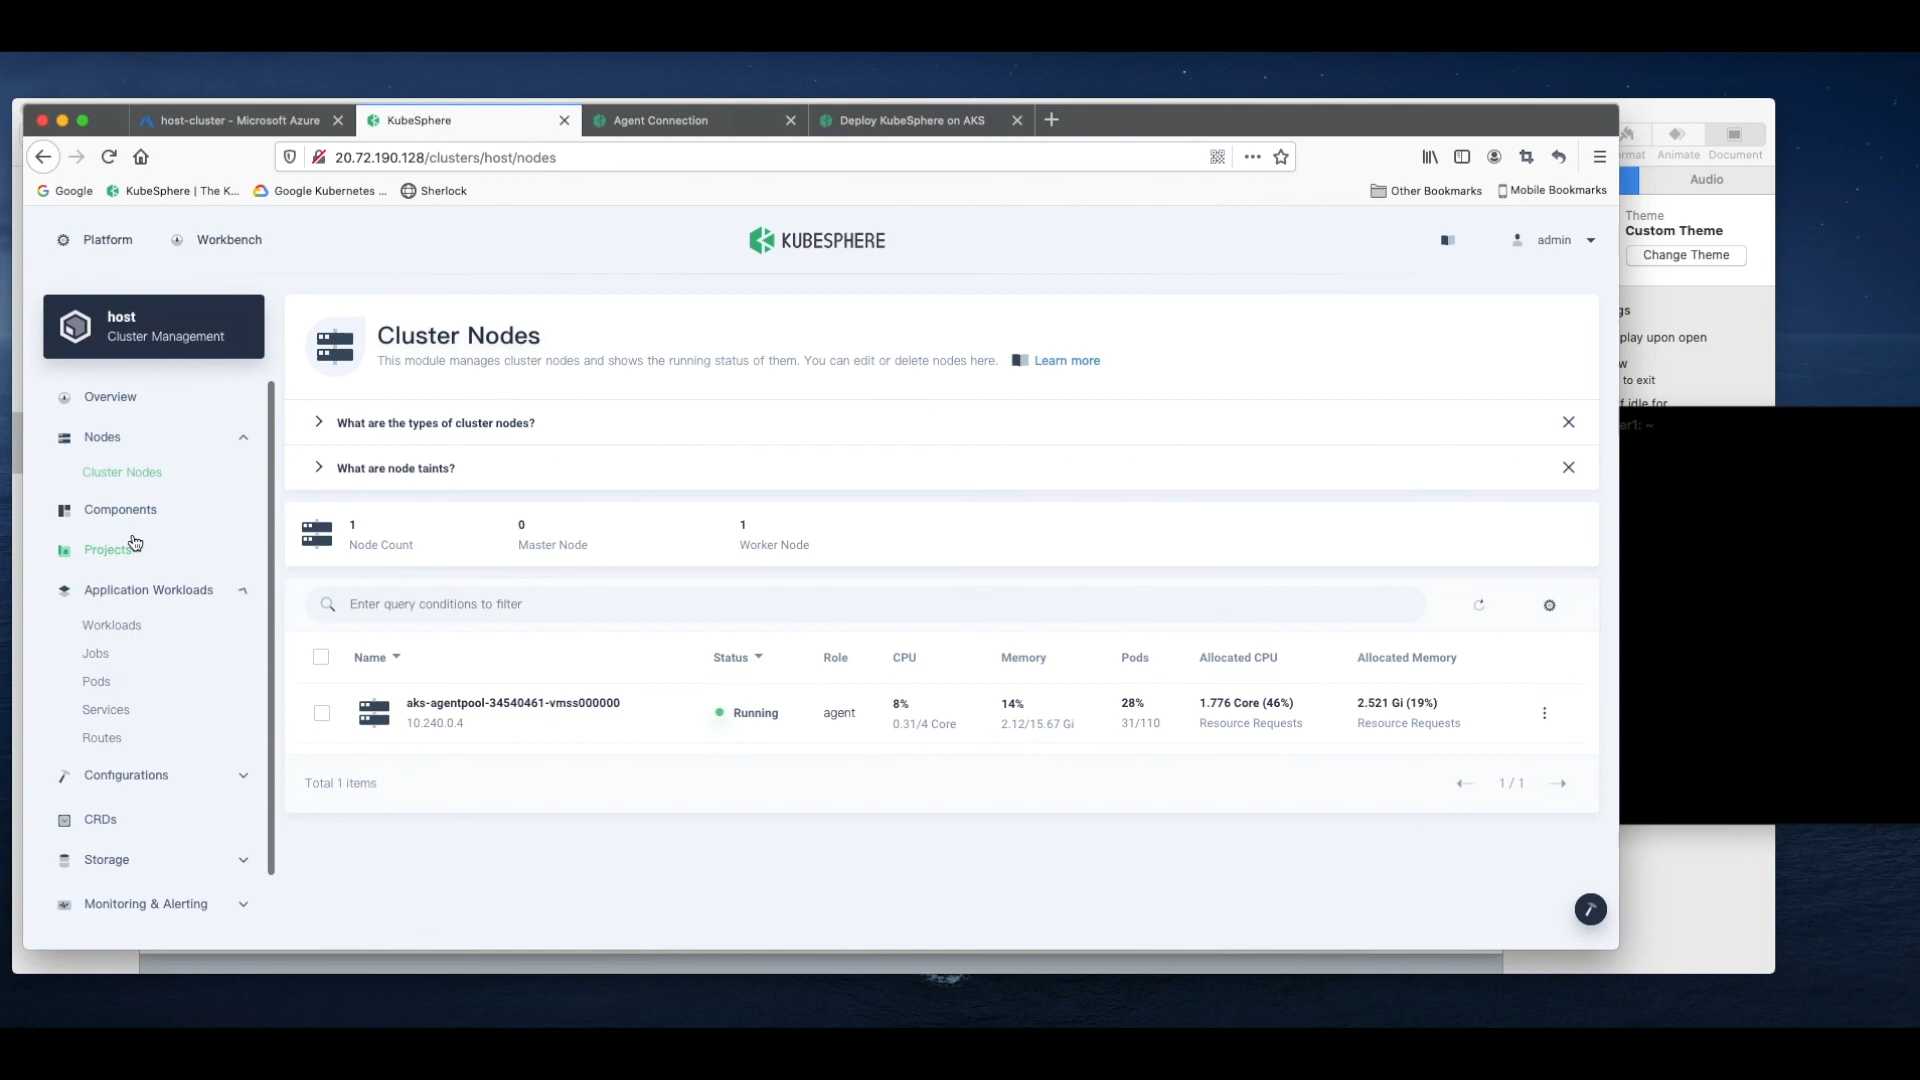 host-cluster - Microsoft Azure
KubeSphere
Agent Connection
Deploy KubeSphere on AKS
20.72.190.128/clusters/host/nodes
Google
KubeSphere | The K...
Google Kubernetes ...
Sherlock
Other Bookmarks
Mobile Bookmarks
Animate
Document
Audio
Theme
Custom Theme
Change Theme
play upon open
to exit
f idle for
er1: ~
Platform
Workbench
KUBESPHERE
admin
host
Cluster Management
Overview
Nodes
Cluster Nodes
Components
Projects
Application Workloads
Workloads
Jobs
Pods
Services
Routes
Configurations
CRDs
Storage
Monitoring & Alerting
Cluster Nodes
This module manages cluster nodes and shows the running status of them. You can edit or delete nodes here.
Learn more
What are the types of cluster nodes?
What are node taints?
1
Node Count
0
Master Node
1
Worker Node
Enter query conditions to filter
Name Status Role CPU Memory Pods Allocated CPU Allocated Memory
aks-agentpool-34540461-vmss000000 Running agent 8% 14% 28% 1.776 Core (46%) 2.521 Gi (19%)
10.240.0.4 0.31/4 Core 2.12/15.67 Gi 31/110 Resource Requests Resource Requests
Total 1 items
1 / 1